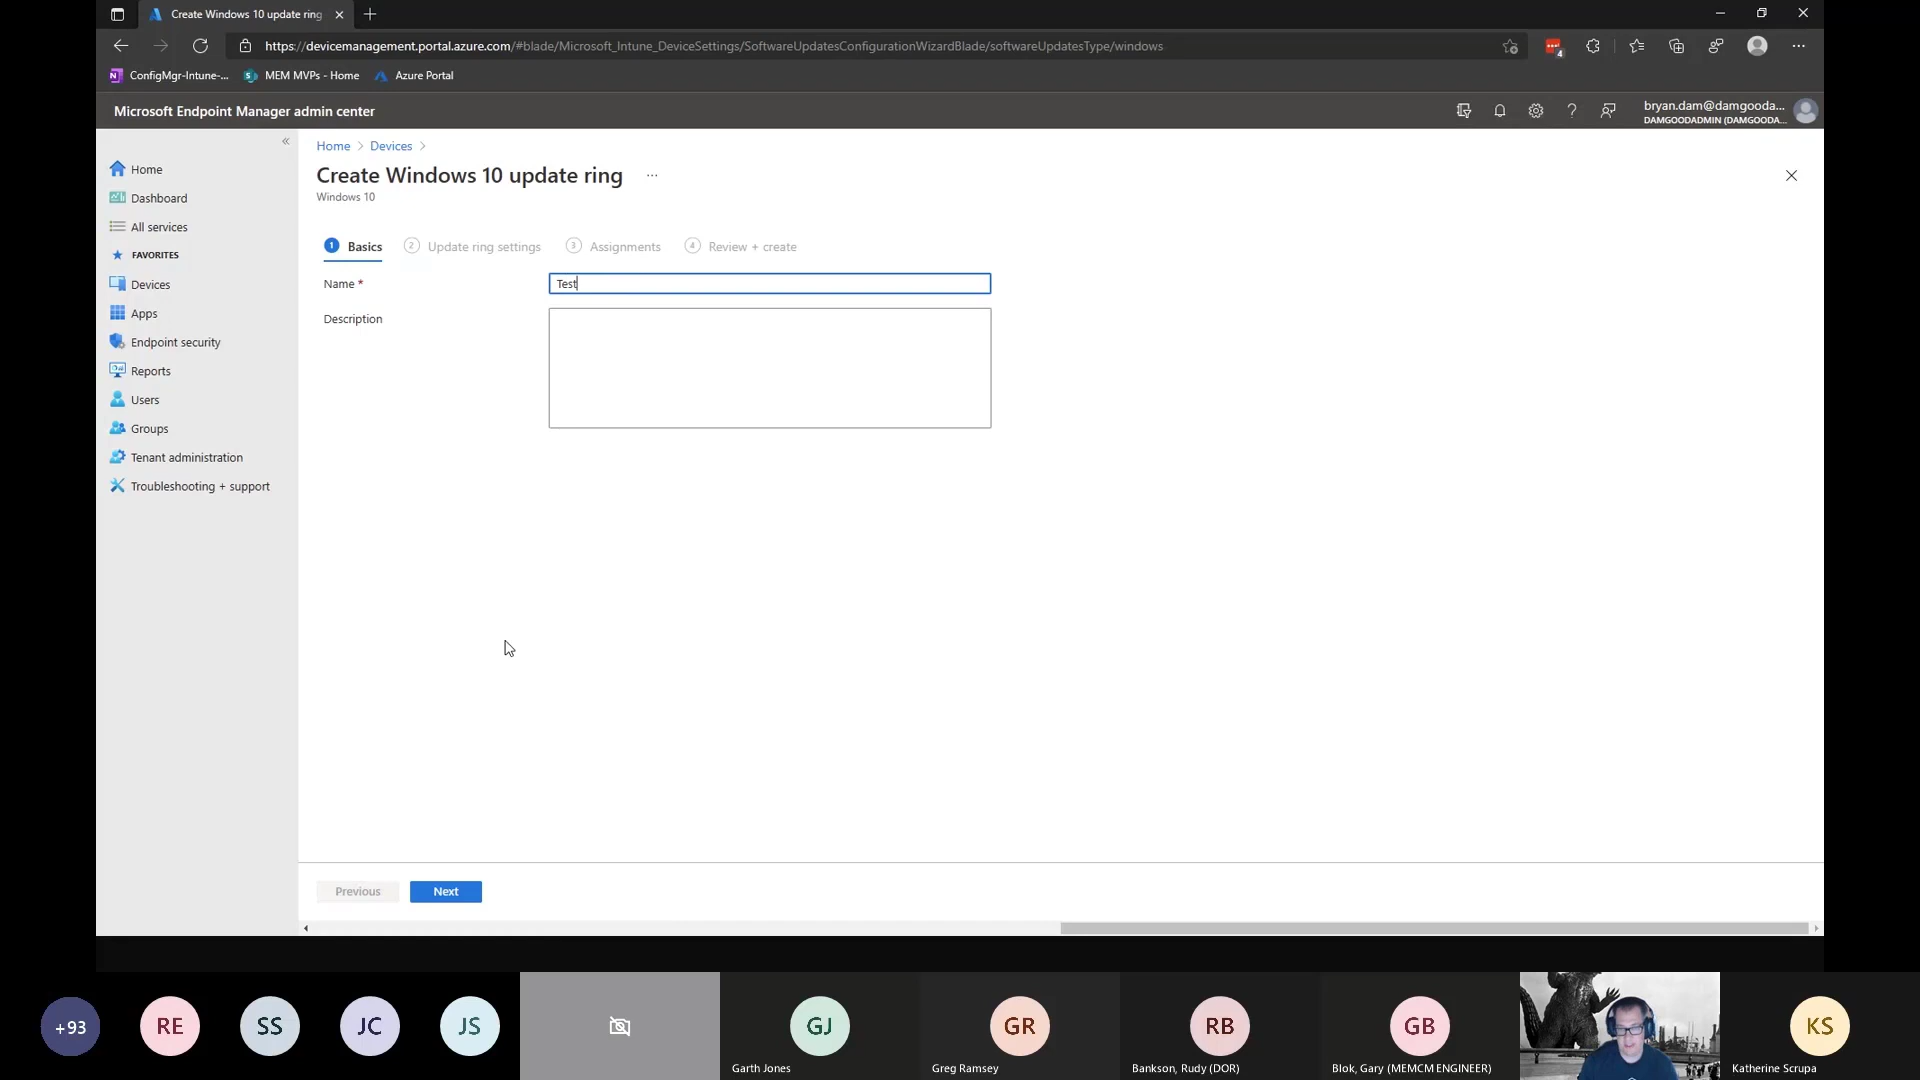 Create Windows 10 update ring
https://devicemanagement.portal.azure.com/#blade/Microsoft_Intune_DeviceSettings/SoftwareUpdatesConfigurationWizardBlade/softwareUpdatesType/windows
4
ConfigMgr-Intune-...
MEM MVPs - Home
Azure Portal
Microsoft Endpoint Manager admin center
bryan.dam@damgooda...
DAMGOODADMIN (DAMGOODA...
Home
Dashboard
All services
FAVORITES
Devices
Apps
Endpoint security
Reports
Users
Groups
Tenant administration
Troubleshooting + support
Home > Devices >
Create Windows 10 update ring ...
Windows 10
1 Basics 2 Update ring settings 3 Assignments 4 Review + create
Name * Test
Description
Previous Next
+93
RE
SS
JC
JS
GJ
Garth Jones
GR
Greg Ramsey
RB
Bankson, Rudy (DOR)
GB
Blok, Gary (MEMCM ENGINEER)
KS
Katherine Scrupa